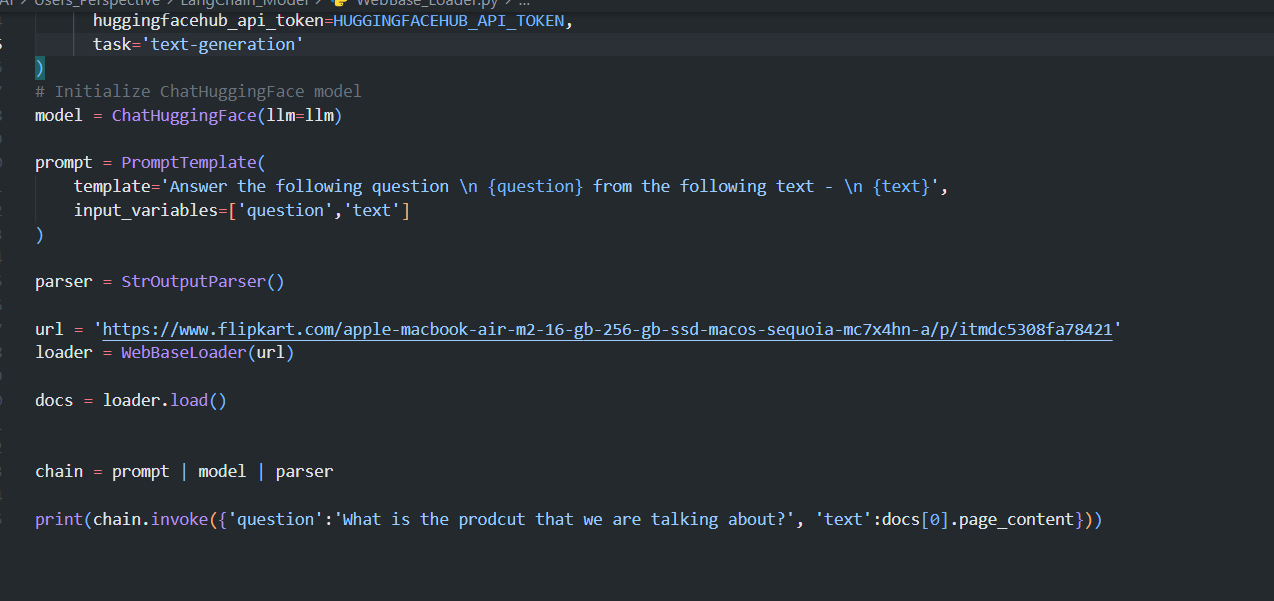 Users_Perspective > LangChain_Model > WebBase_Loader.py > ...
huggingfacehub_api_token=HUGGINGFACEHUB_API_TOKEN,
task='text-generation'
)
# Initialize ChatHuggingFace model
model = ChatHuggingFace(llm=llm)
prompt = PromptTemplate(
template='Answer the following question \n {question} from the following text - \n {text}',
input_variables=['question','text']
)
parser = StrOutputParser()
url = 'https://www.flipkart.com/apple-macbook-air-m2-16-gb-256-gb-ssd-macos-sequoia-mc7x4hn-a/p/itmdc5308fa78421'
loader = WebBaseLoader(url)
docs = loader.load()
chain = prompt | model | parser
print(chain.invoke({'question':'What is the prodcut that we are talking about?', 'text':docs[0].page_content}))